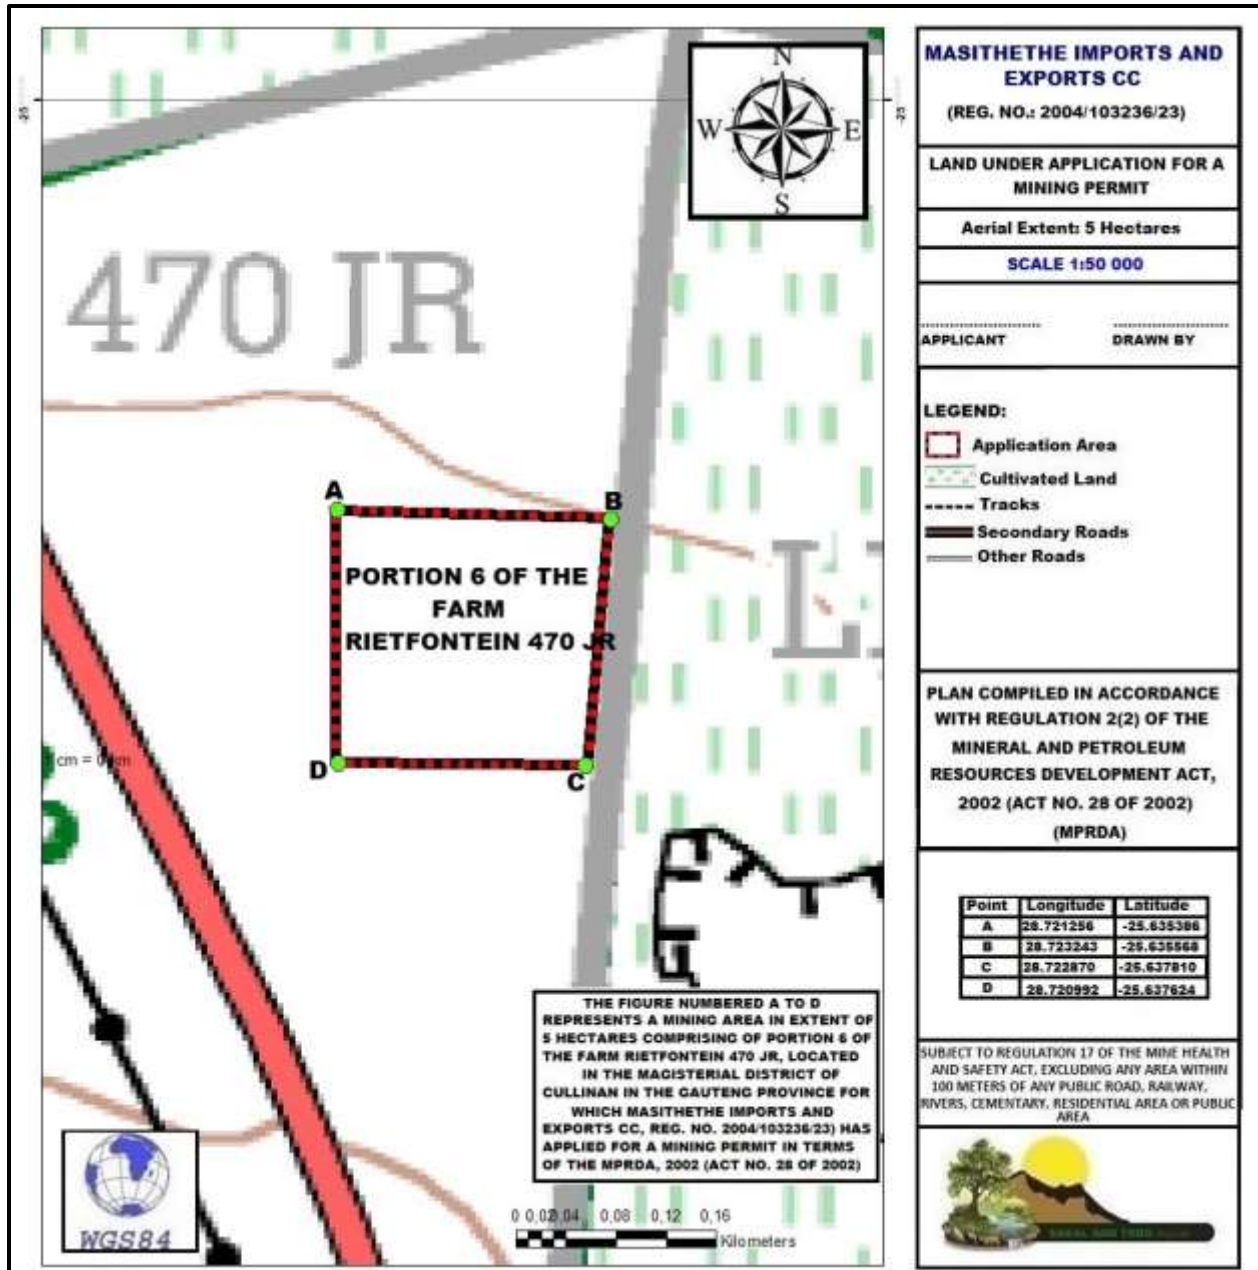 -25
-25
N
W
E
S
470 JR
A
B
PORTION 6 OF THE
FARM
RIETFONTEIN 470 JR
D
C
WGS84
THE FIGURE NUMBERED A TO D
REPRESENTS A MINING AREA IN EXTENT OF
5 HECTARES COMPRISING OF PORTION 6 OF
THE FARM RIETFONTEIN 470 JR, LOCATED
IN THE MAGISTERIAL DISTRICT OF
CULLINAN IN THE GAUTENG PROVINCE FOR
WHICH MASITHETHE IMPORTS AND
EXPORTS CC, REG. NO. 2004/103236/23) HAS
APPLIED FOR A MINING PERMIT IN TERMS
OF THE MPRDA, 2002 (ACT NO. 28 OF 2002)
0 0,020,04 0,08 0,12 0,16
Kilometers
MASITHETHE IMPORTS AND
EXPORTS CC
(REG. NO.: 2004/103236/23)
LAND UNDER APPLICATION FOR A
MINING PERMIT
Aerial Extent: 5 Hectares
SCALE 1:50 000
APPLICANT DRAWN BY
LEGEND:
Application Area
Cultivated Land
Tracks
Secondary Roads
Other Roads
PLAN COMPILED IN ACCORDANCE
WITH REGULATION 2(2) OF THE
MINERAL AND PETROLEUM
RESOURCES DEVELOPMENT ACT,
2002 (ACT NO. 28 OF 2002)
(MPRDA)
Point Longitude Latitude
A 28.721256 -25.635386
B 28.723243 -25.635568
C 28.722870 -25.637810
D 28.720992 -25.637624
SUBJECT TO REGULATION 17 OF THE MINE HEALTH
AND SAFETY ACT, EXCLUDING ANY AREA WITHIN
100 METERS OF ANY PUBLIC ROAD, RAILWAY,
RIVERS, CEMENTARY, RESIDENTIAL AREA OR PUBLIC
AREA